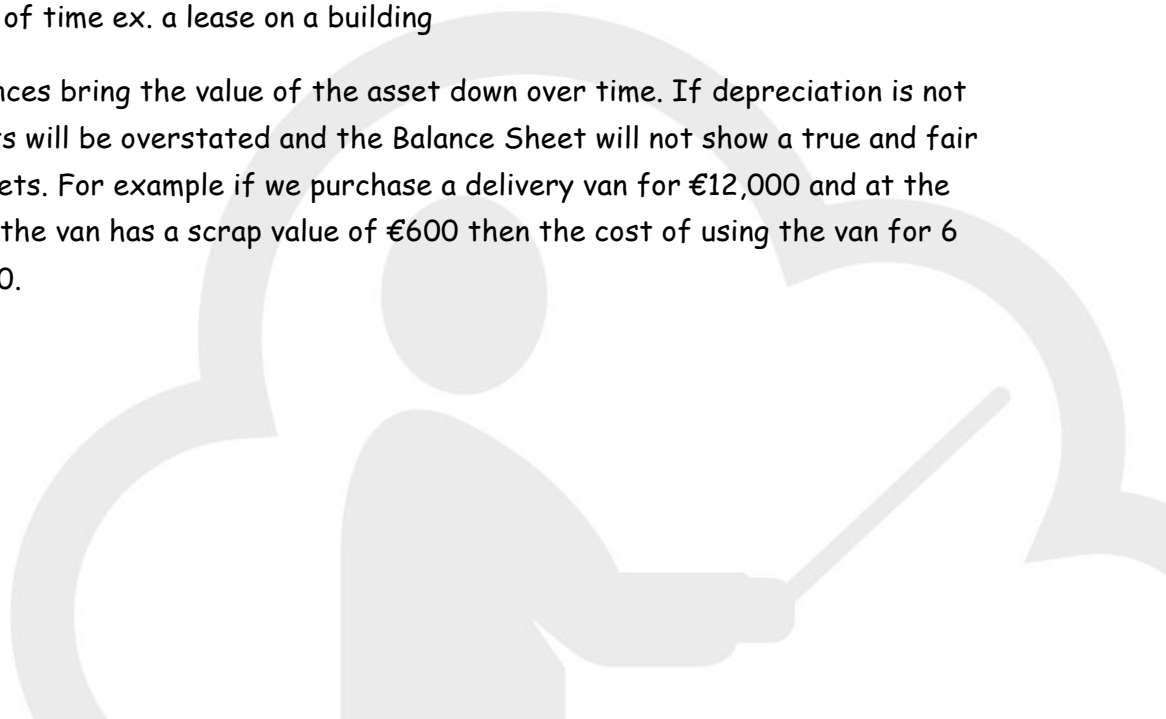 of time ex. a lease on a building
nces bring the value of the asset down over time. If depreciation is not
s will be overstated and the Balance Sheet will not show a true and fair
ets. For example if we purchase a delivery van for €12,000 and at the
the van has a scrap value of €600 then the cost of using the van for 6
0.